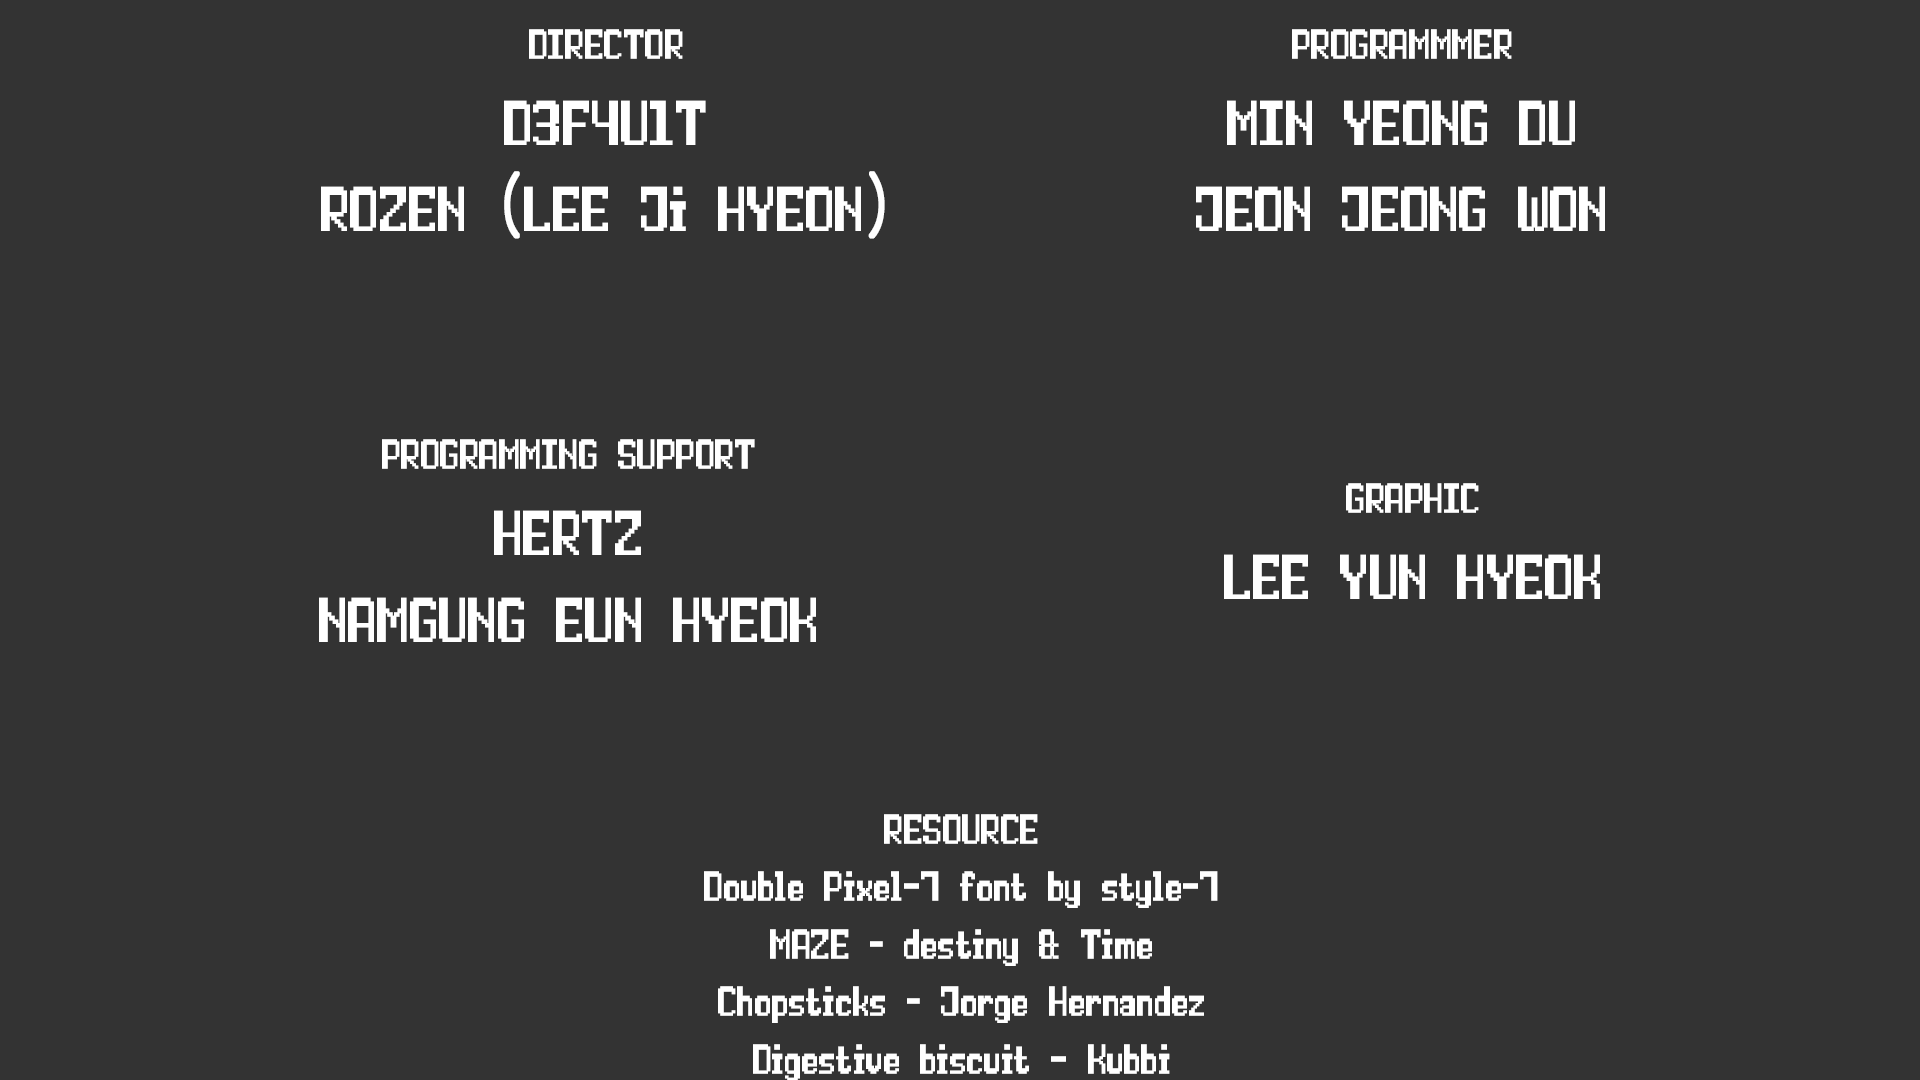 DIRECTOR
D3F4U1T
ROZEN (LEE Ji HYEON)
PROGRAMMMER
MIN YEONG DU
JEON JEONG WON
PROGRAMMING SUPPORT
HERTZ
NAMGUNG EUN HYEOK
GRAPHIC
LEE YUN HYEOK
RESOURCE
Double Pixel-7 font by style-7
MAZE - destiny & Time
Chopsticks - Jorge Hernandez
Digestive biscuit - Kubbi